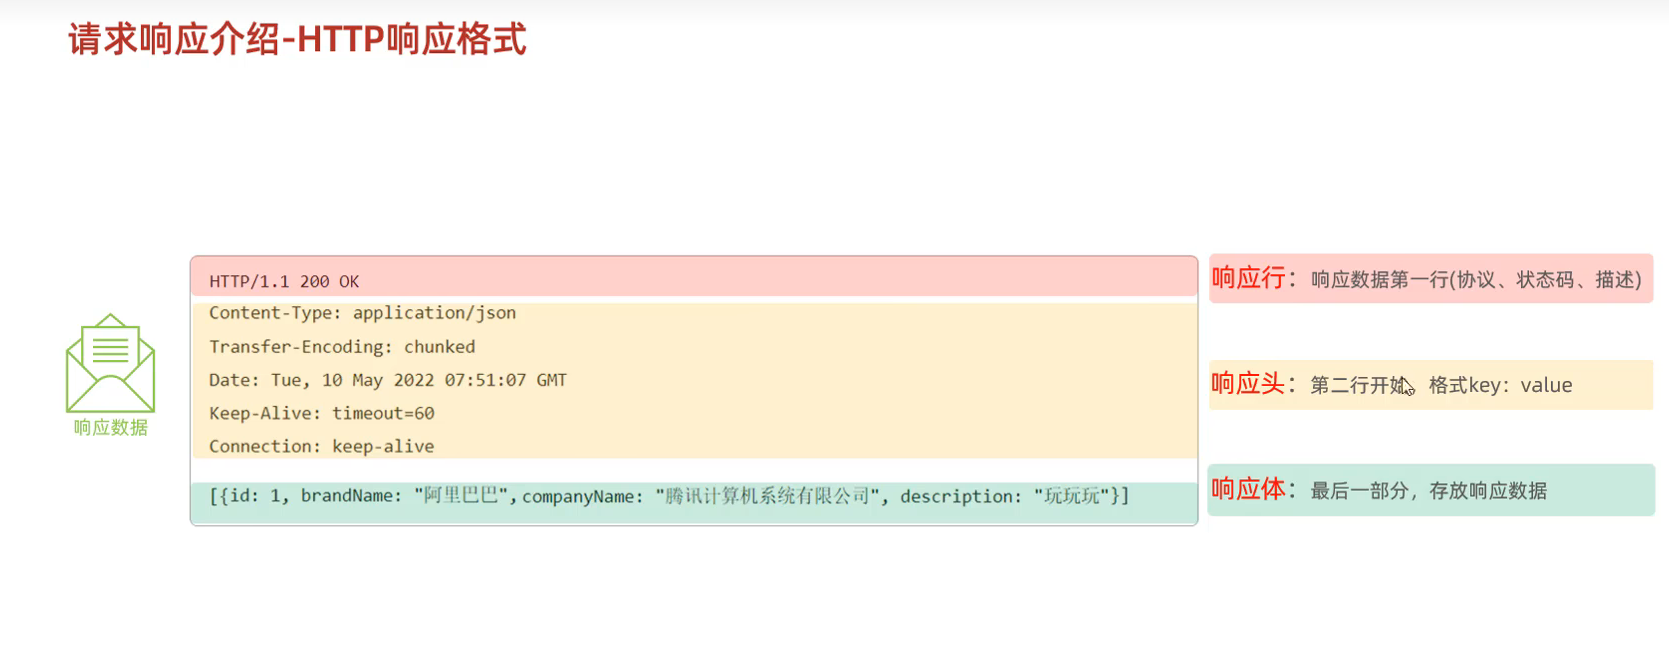 请求响应介绍-HTTP响应格式
HTTP/1.1 200 OK
响应行：响应数据第一行(协议、状态码、描述)
Content-Type: application/json
Transfer-Encoding: chunked
Date: Tue, 10 May 2022 07:51:07 GMT
Keep-Alive: timeout=60
Connection: keep-alive
响应头：第二行开始，格式key：value
响应数据
[{id: 1, brandName: "阿里巴巴",companyName: "腾讯计算机系统有限公司", description: "玩玩玩"}]
响应体：最后一部分，存放响应数据